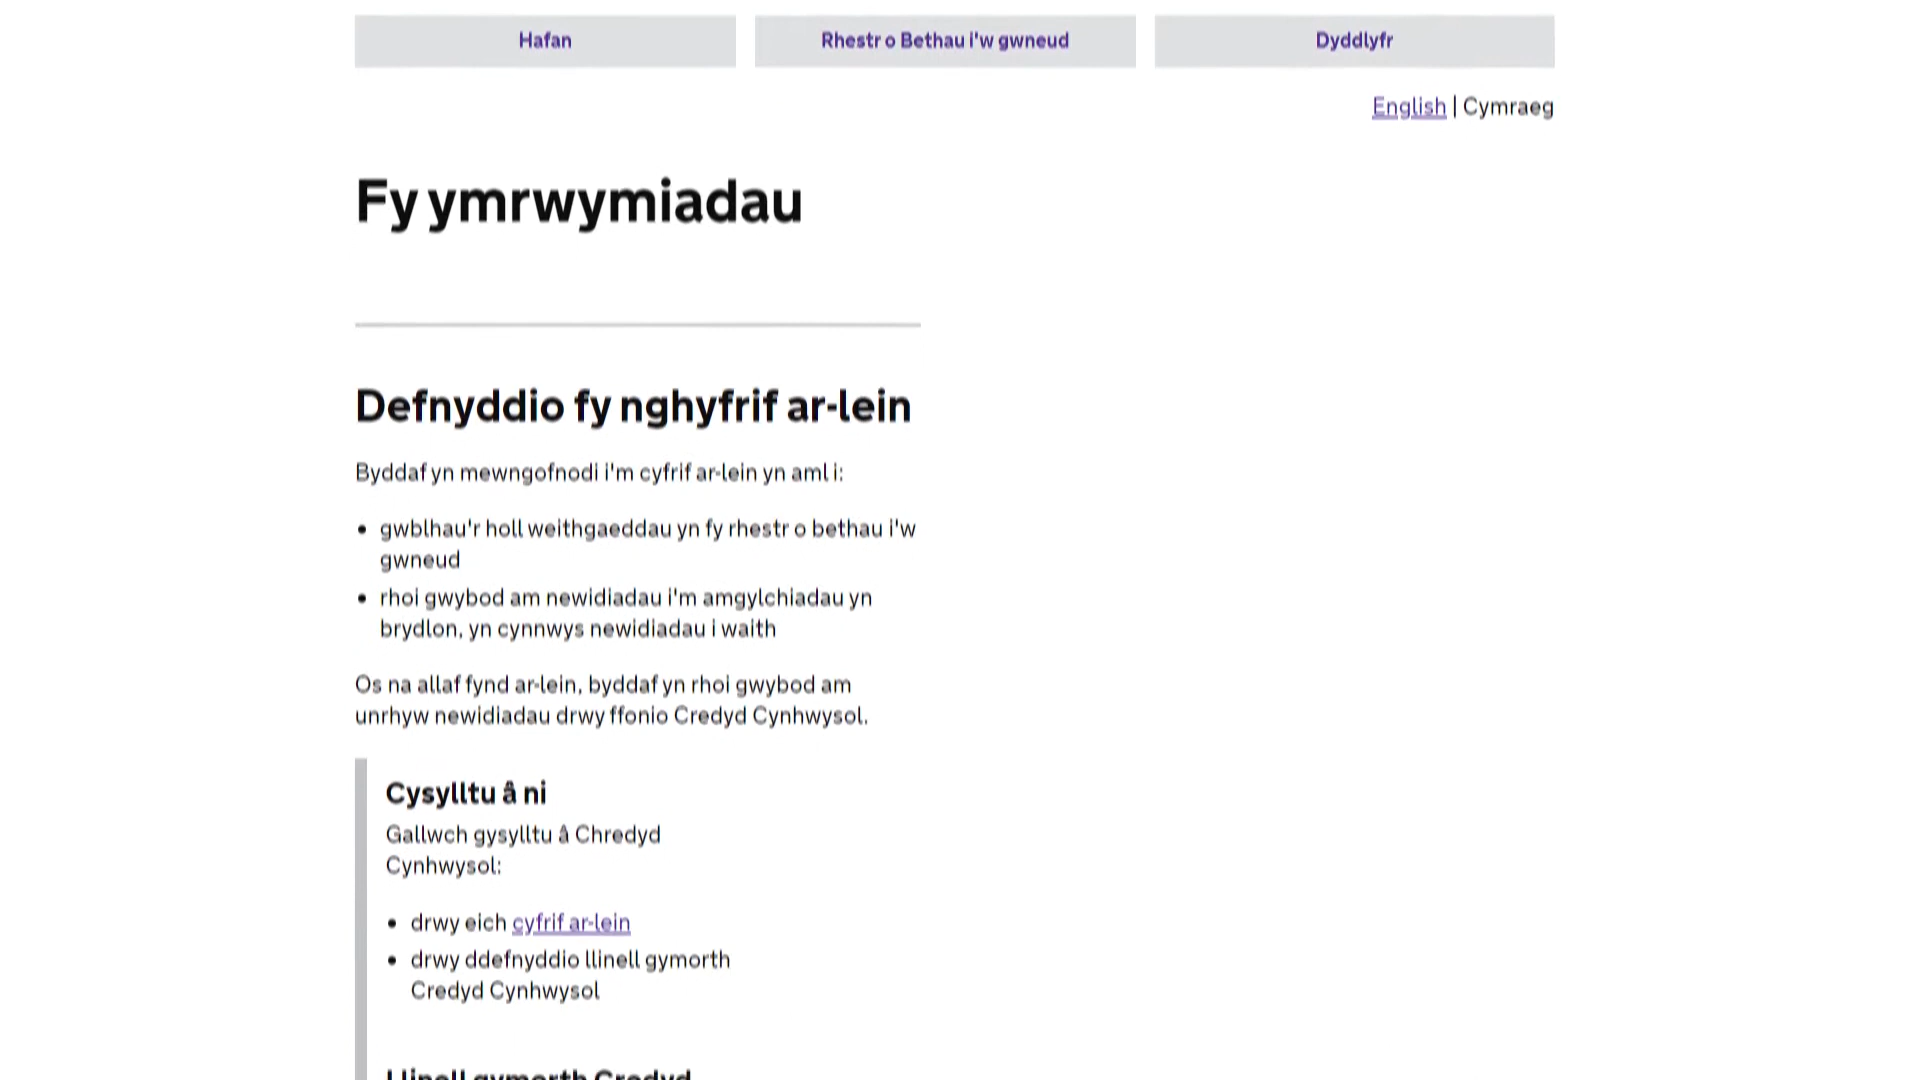 Hafan
Rhestr o Bethau i'w gwneud
Dyddlyfr
English | Cymraeg
Fy ymrwymiadau
Defnyddio fy nghyfrif ar-lein
Byddaf yn mewngofnodi i'm cyfrif ar-lein yn aml i:
• gwblhau'r holl weithgaeddau yn fy rhestr o bethau i'w
gwneud
• rhoi gwybod am newidiadau i'm amgylchiadau yn
brydlon, yn cynnwys newidiadau i waith
Os na allaf fynd ar-lein, byddaf yn rhoi gwybod am
unrhyw newidiadau drwy ffonio Credyd Cynhwysol.
Cysylltu â ni
Gallwch gysylltu â Chredyd
Cynhwysol:
• drwy eich cyfrif ar-lein
• drwy ddefnyddio llinell gymorth
Credyd Cynhwysol
Llinell gymorth Credyd